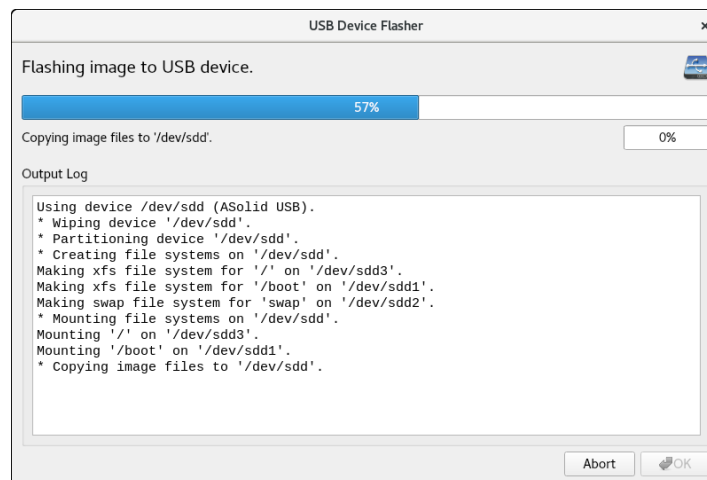 USB Device Flasher
Flashing image to USB device.
57%
Copying image files to '/dev/sdd'.
0%
Output Log
Using device /dev/sdd (ASolid USB).
* Wiping device '/dev/sdd'.
* Partitioning device '/dev/sdd'.
* Creating file systems on '/dev/sdd'.
Making xfs file system for '/' on '/dev/sdd3'.
Making xfs file system for '/boot' on '/dev/sdd1'.
Making swap file system for 'swap' on '/dev/sdd2'.
* Mounting file systems on '/dev/sdd'.
Mounting '/' on '/dev/sdd3'.
Mounting '/boot' on '/dev/sdd1'.
* Copying image files to '/dev/sdd'.
Abort
OK